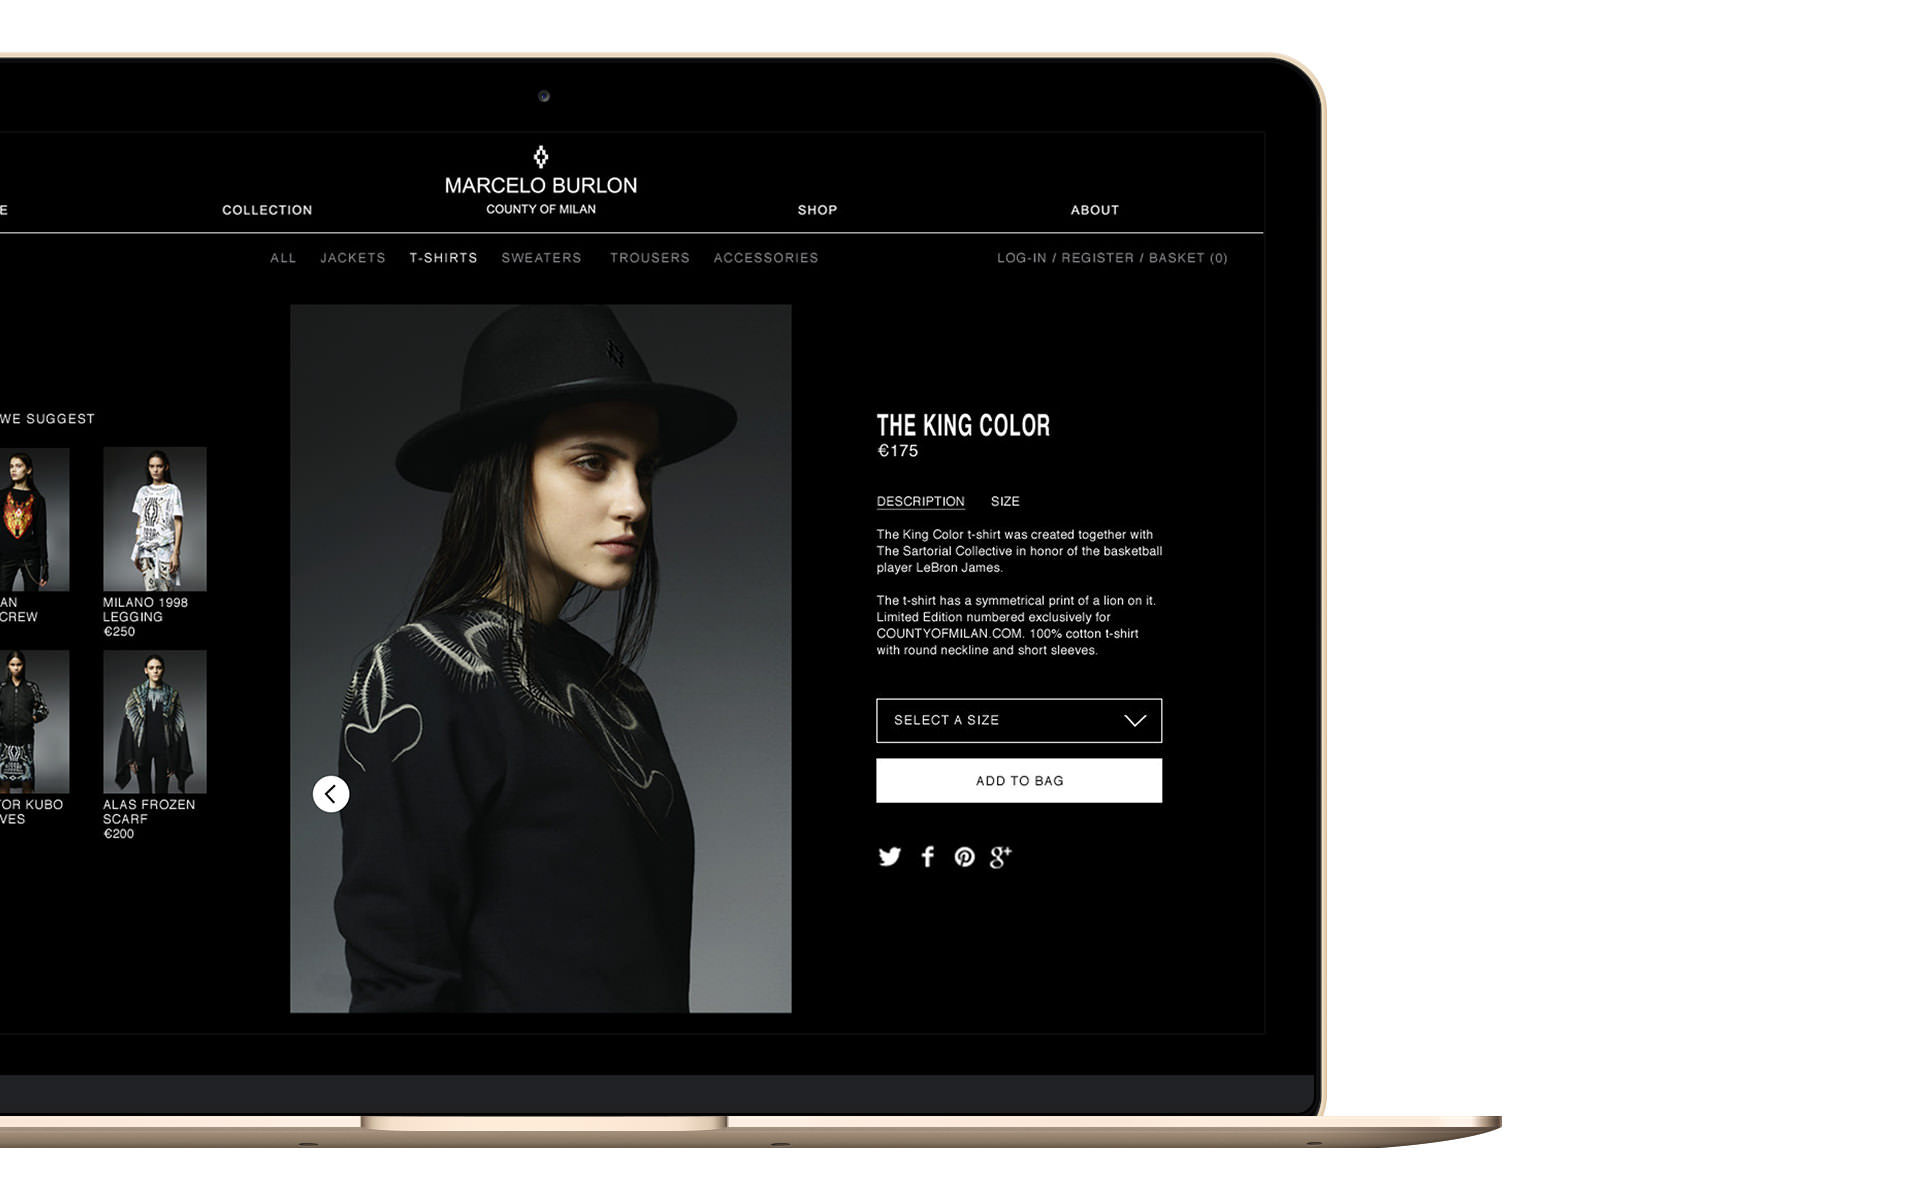 MARCELO BURLON
COUNTY OF MILAN
E
COLLECTION
SHOP
ABOUT
ALL
JACKETS
T-SHIRTS
SWEATERS
TROUSERS
ACCESSORIES
LOG-IN / REGISTER / BASKET (0)
WE SUGGEST
AN
CREW
MILANO 1998
LEGGING
€250
TOR KUBO
VES
ALAS FROZEN
SCARF
€200
THE KING COLOR
€175
DESCRIPTION
SIZE
The King Color t-shirt was created together with
The Sartorial Collective in honor of the basketball
player LeBron James.
The t-shirt has a symmetrical print of a lion on it.
Limited Edition numbered exclusively for
COUNTYOFMILAN.COM. 100% cotton t-shirt
with round neckline and short sleeves.
SELECT A SIZE
ADD TO BAG